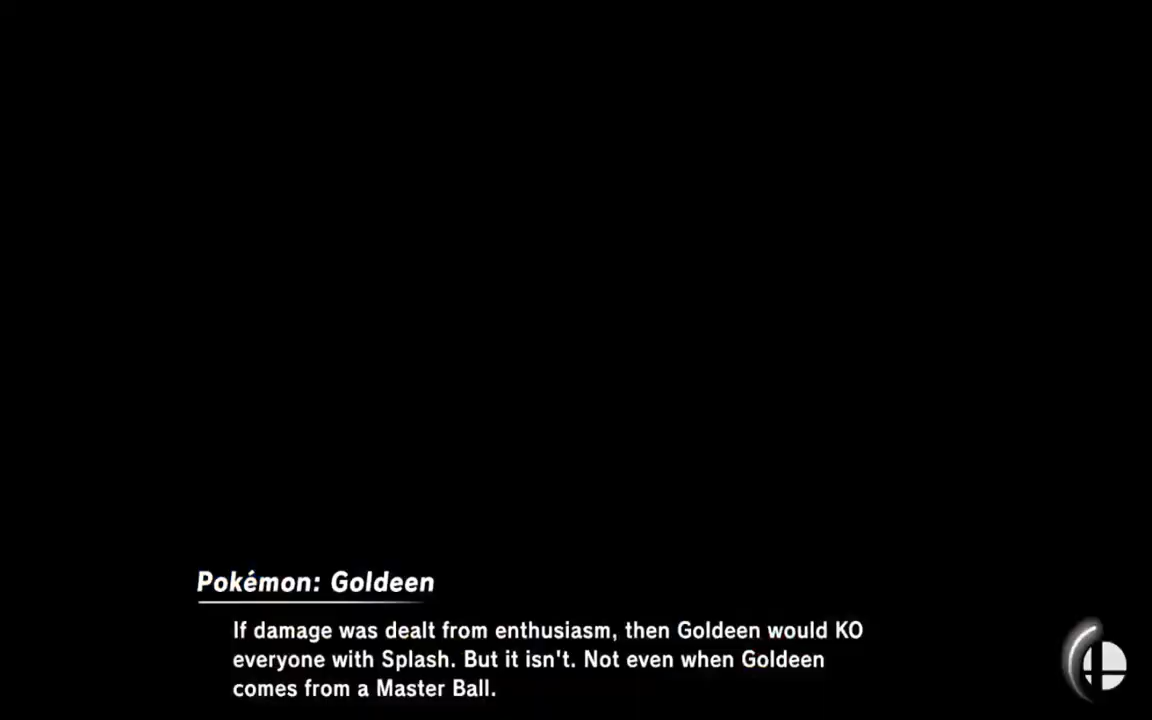 Pokémon: Goldeen
If damage was dealt from enthusiasm, then Goldeen would KO
everyone with Splash. But it isn't. Not even when Goldeen
comes from a Master Ball.